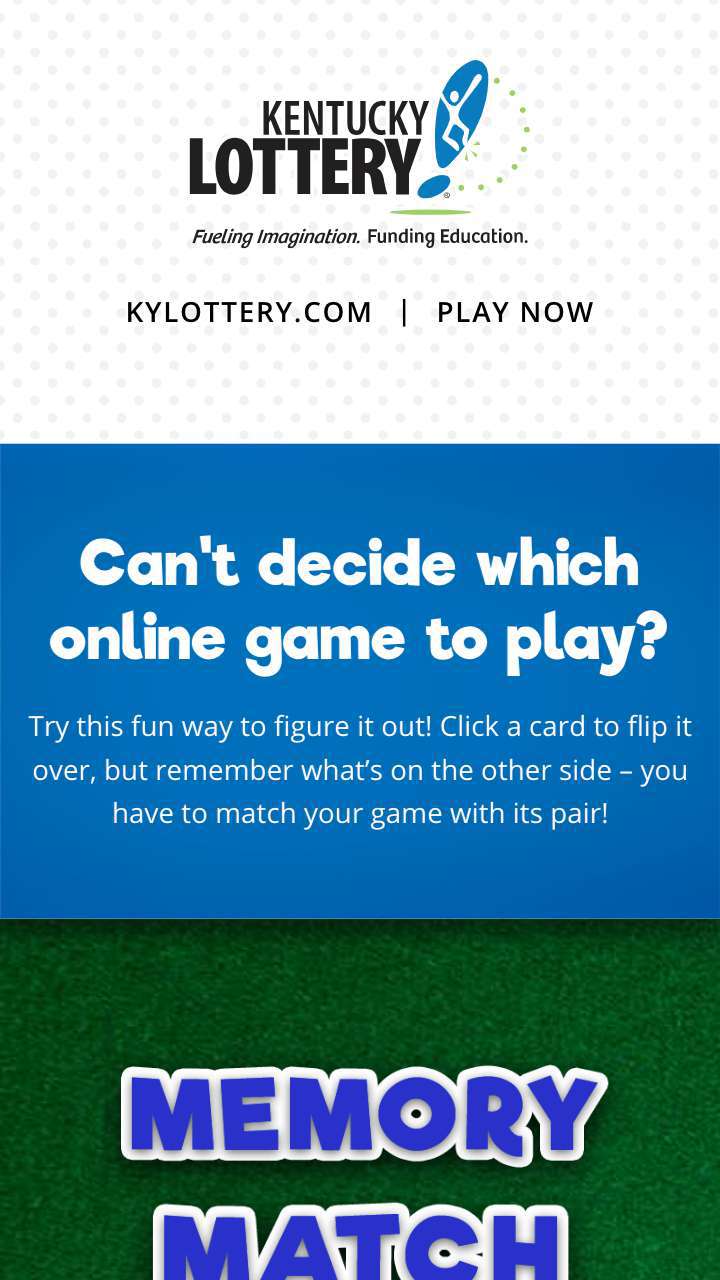 KENTUCKY
LOTTERY
®
Fueling Imagination. Funding Education.
KYLOTTERY.COM | PLAY NOW
Can't decide which
online game to play?
Try this fun way to figure it out! Click a card to flip it
over, but remember what’s on the other side – you
have to match your game with its pair!
MEMORY
MATCH